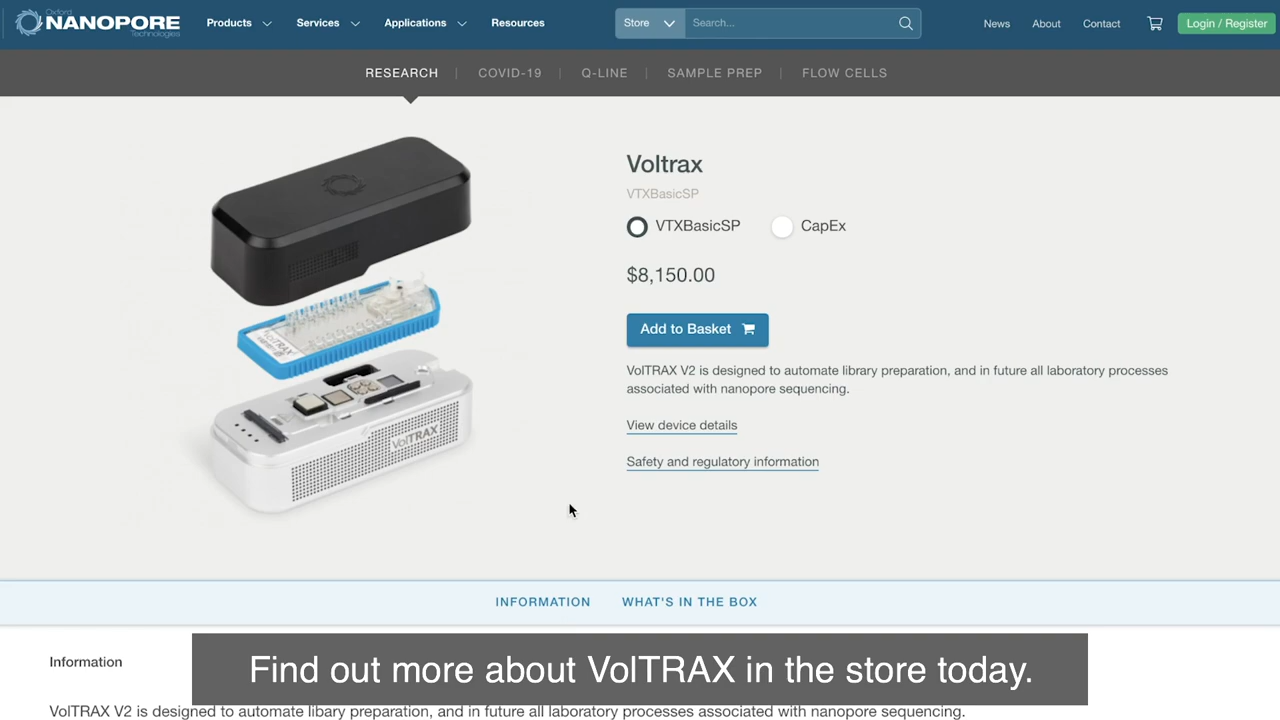 Oxford
NANOPORE
Technologies
Products
Services
Applications
Resources
Store
Search...
News
About
Contact
Login / Register
RESEARCH
COVID-19
Q-LINE
SAMPLE PREP
FLOW CELLS
Voltrax
VTXBasicSP
VTXBasicSP
CapEx
$8,150.00
Add to Basket
VolTRAX V2 is designed to automate library preparation, and in future all laboratory processes
associated with nanopore sequencing.
View device details
Safety and regulatory information
VolTRAX
VolTRAX
INFORMATION
WHAT'S IN THE BOX
Information
Find out more about VolTRAX in the store today.
VolTRAX V2 is designed to automate libary preparation, and in future all laboratory processes associated with nanopore sequencing.